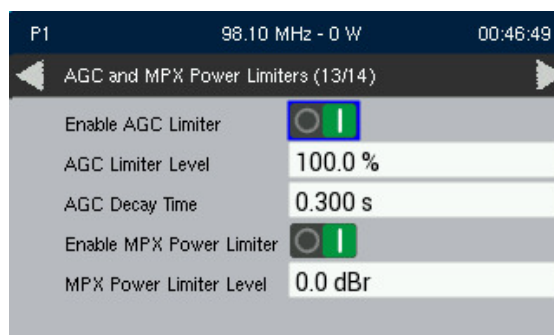 P1 98.10 MHz - 0 W 00:46:49
AGC and MPX Power Limiters (13/14)
Enable AGC Limiter
AGC Limiter Level 100.0 %
AGC Decay Time 0.300 s
Enable MPX Power Limiter
MPX Power Limiter Level 0.0 dBr